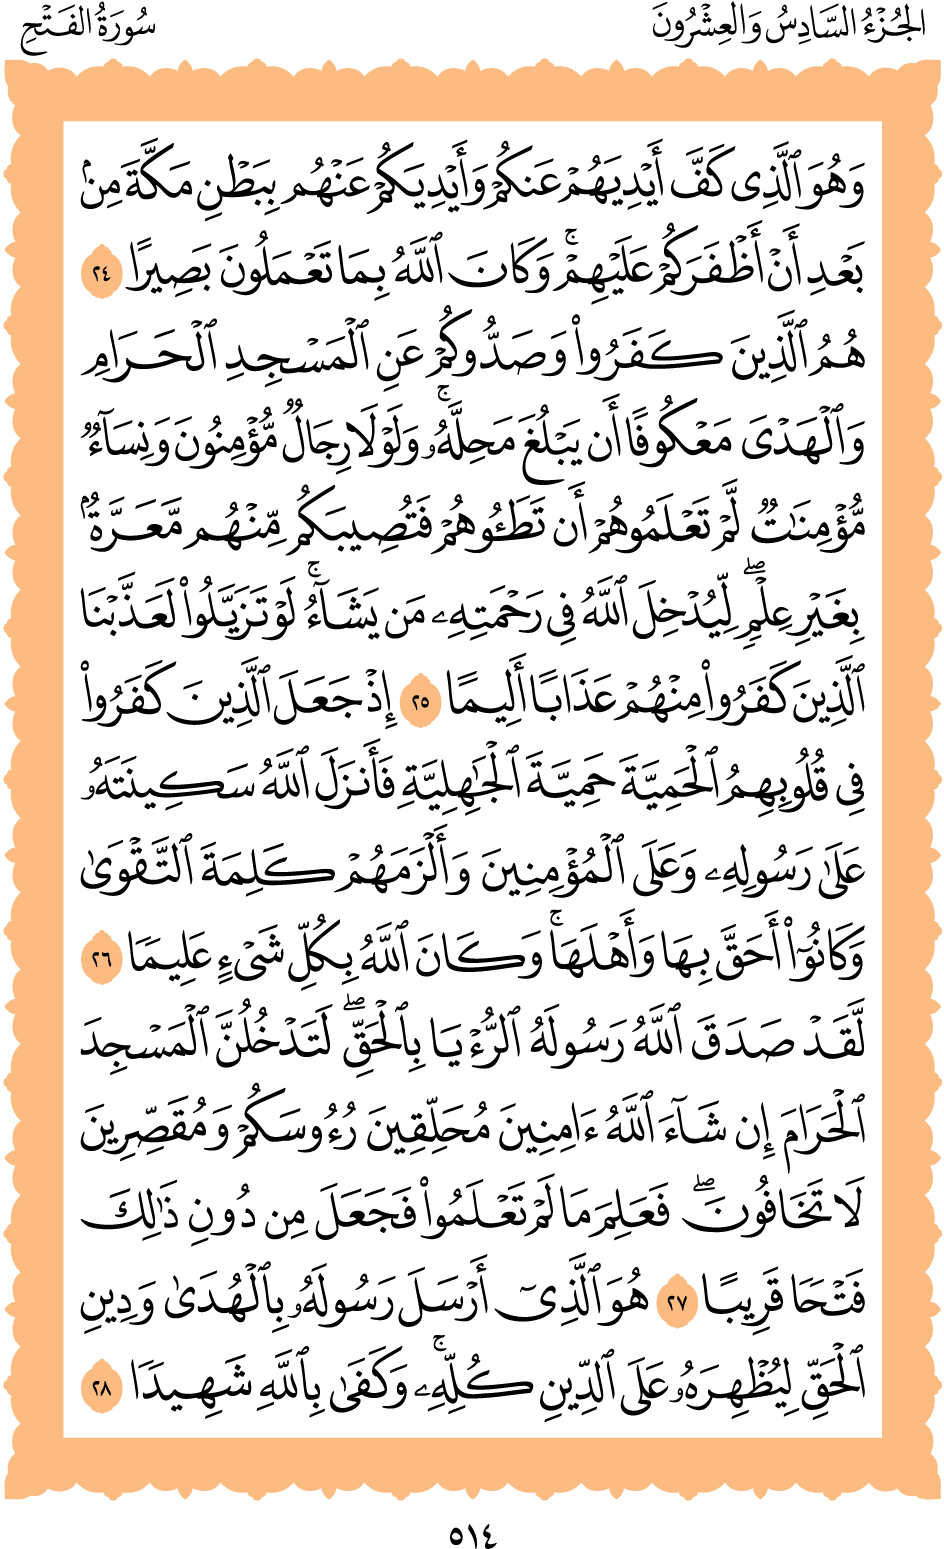 الجُزْءُ السَّادِسُ وَالْعِشْرُونَ
سُورَةُ الفَتْحِ
وَهُوَ ٱلَّذِى كَفَّ أَيْدِيَهُمْ عَنكُمْ وَأَيْدِيَكُمْ عَنْهُم بِبَطْنِ مَكَّةَ مِنۢ
بَعْدِ أَنْ أَظْفَرَكُمْ عَلَيْهِمْۚ وَكَانَ ٱللَّهُ بِمَا تَعْمَلُونَ بَصِيرًا ٢٤
هُمُ ٱلَّذِينَ كَفَرُوا۟ وَصَدُّوكُمْ عَنِ ٱلْمَسْجِدِ ٱلْحَرَامِ
وَٱلْهَدْىَ مَعْكُوفًا أَن يَبْلُغَ مَحِلَّهُۥۚ وَلَوْلَا رِجَالٌ مُّؤْمِنُونَ وَنِسَآءٌ
مُّؤْمِنَٰتٌ لَّمْ تَعْلَمُوهُمْ أَن تَطَـُٔوهُمْ فَتُصِيبَكُم مِّنْهُم مَّعَرَّةٌۢ
بِغَيْرِ عِلْمٍۖ لِّيُدْخِلَ ٱللَّهُ فِى رَحْمَتِهِۦ مَن يَشَآءُۚ لَوْ تَزَيَّلُوا۟ لَعَذَّبْنَا
ٱلَّذِينَ كَفَرُوا۟ مِنْهُمْ عَذَابًا أَلِيمًا ٢٥ إِذْ جَعَلَ ٱلَّذِينَ كَفَرُوا۟
فِى قُلُوبِهِمُ ٱلْحَمِيَّةَ حَمِيَّةَ ٱلْجَٰهِلِيَّةِ فَأَنزَلَ ٱللَّهُ سَكِينَتَهُۥ
عَلَىٰ رَسُولِهِۦ وَعَلَى ٱلْمُؤْمِنِينَ وَأَلْزَمَهُمْ كَلِمَةَ ٱلتَّقْوَىٰ
وَكَانُوٓا۟ أَحَقَّ بِهَا وَأَهْلَهَاۚ وَكَانَ ٱللَّهُ بِكُلِّ شَىْءٍ عَلِيمًا ٢٦
لَّقَدْ صَدَقَ ٱللَّهُ رَسُولَهُ ٱلرُّءْيَا بِٱلْحَقِّۖ لَتَدْخُلُنَّ ٱلْمَسْجِدَ
ٱلْحَرَامَ إِن شَآءَ ٱللَّهُ ءَامِنِينَ مُحَلِّقِينَ رُءُوسَكُمْ وَمُقَصِّرِينَ
لَا تَخَافُونَۖ فَعَلِمَ مَا لَمْ تَعْلَمُوا۟ فَجَعَلَ مِن دُونِ ذَٰلِكَ
فَتْحًا قَرِيبًا ٢٧ هُوَ ٱلَّذِىٓ أَرْسَلَ رَسُولَهُۥ بِٱلْهُدَىٰ وَدِينِ
ٱلْحَقِّ لِيُظْهِرَهُۥ عَلَى ٱلدِّينِ كُلِّهِۦۚ وَكَفَىٰ بِٱللَّهِ شَهِيدًا ٢٨
٥١٤